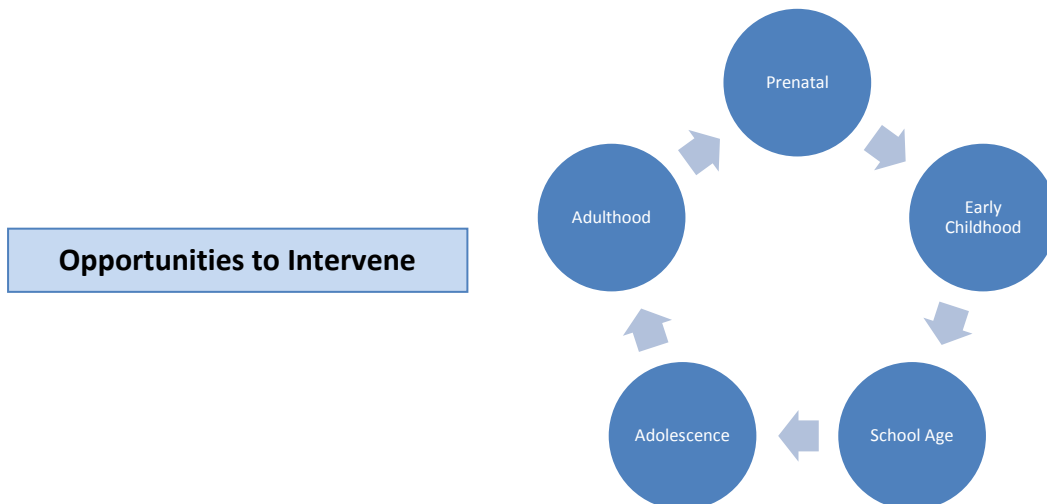 Opportunities to Intervene
Prenatal
Early
Childhood
School Age
Adolescence
Adulthood